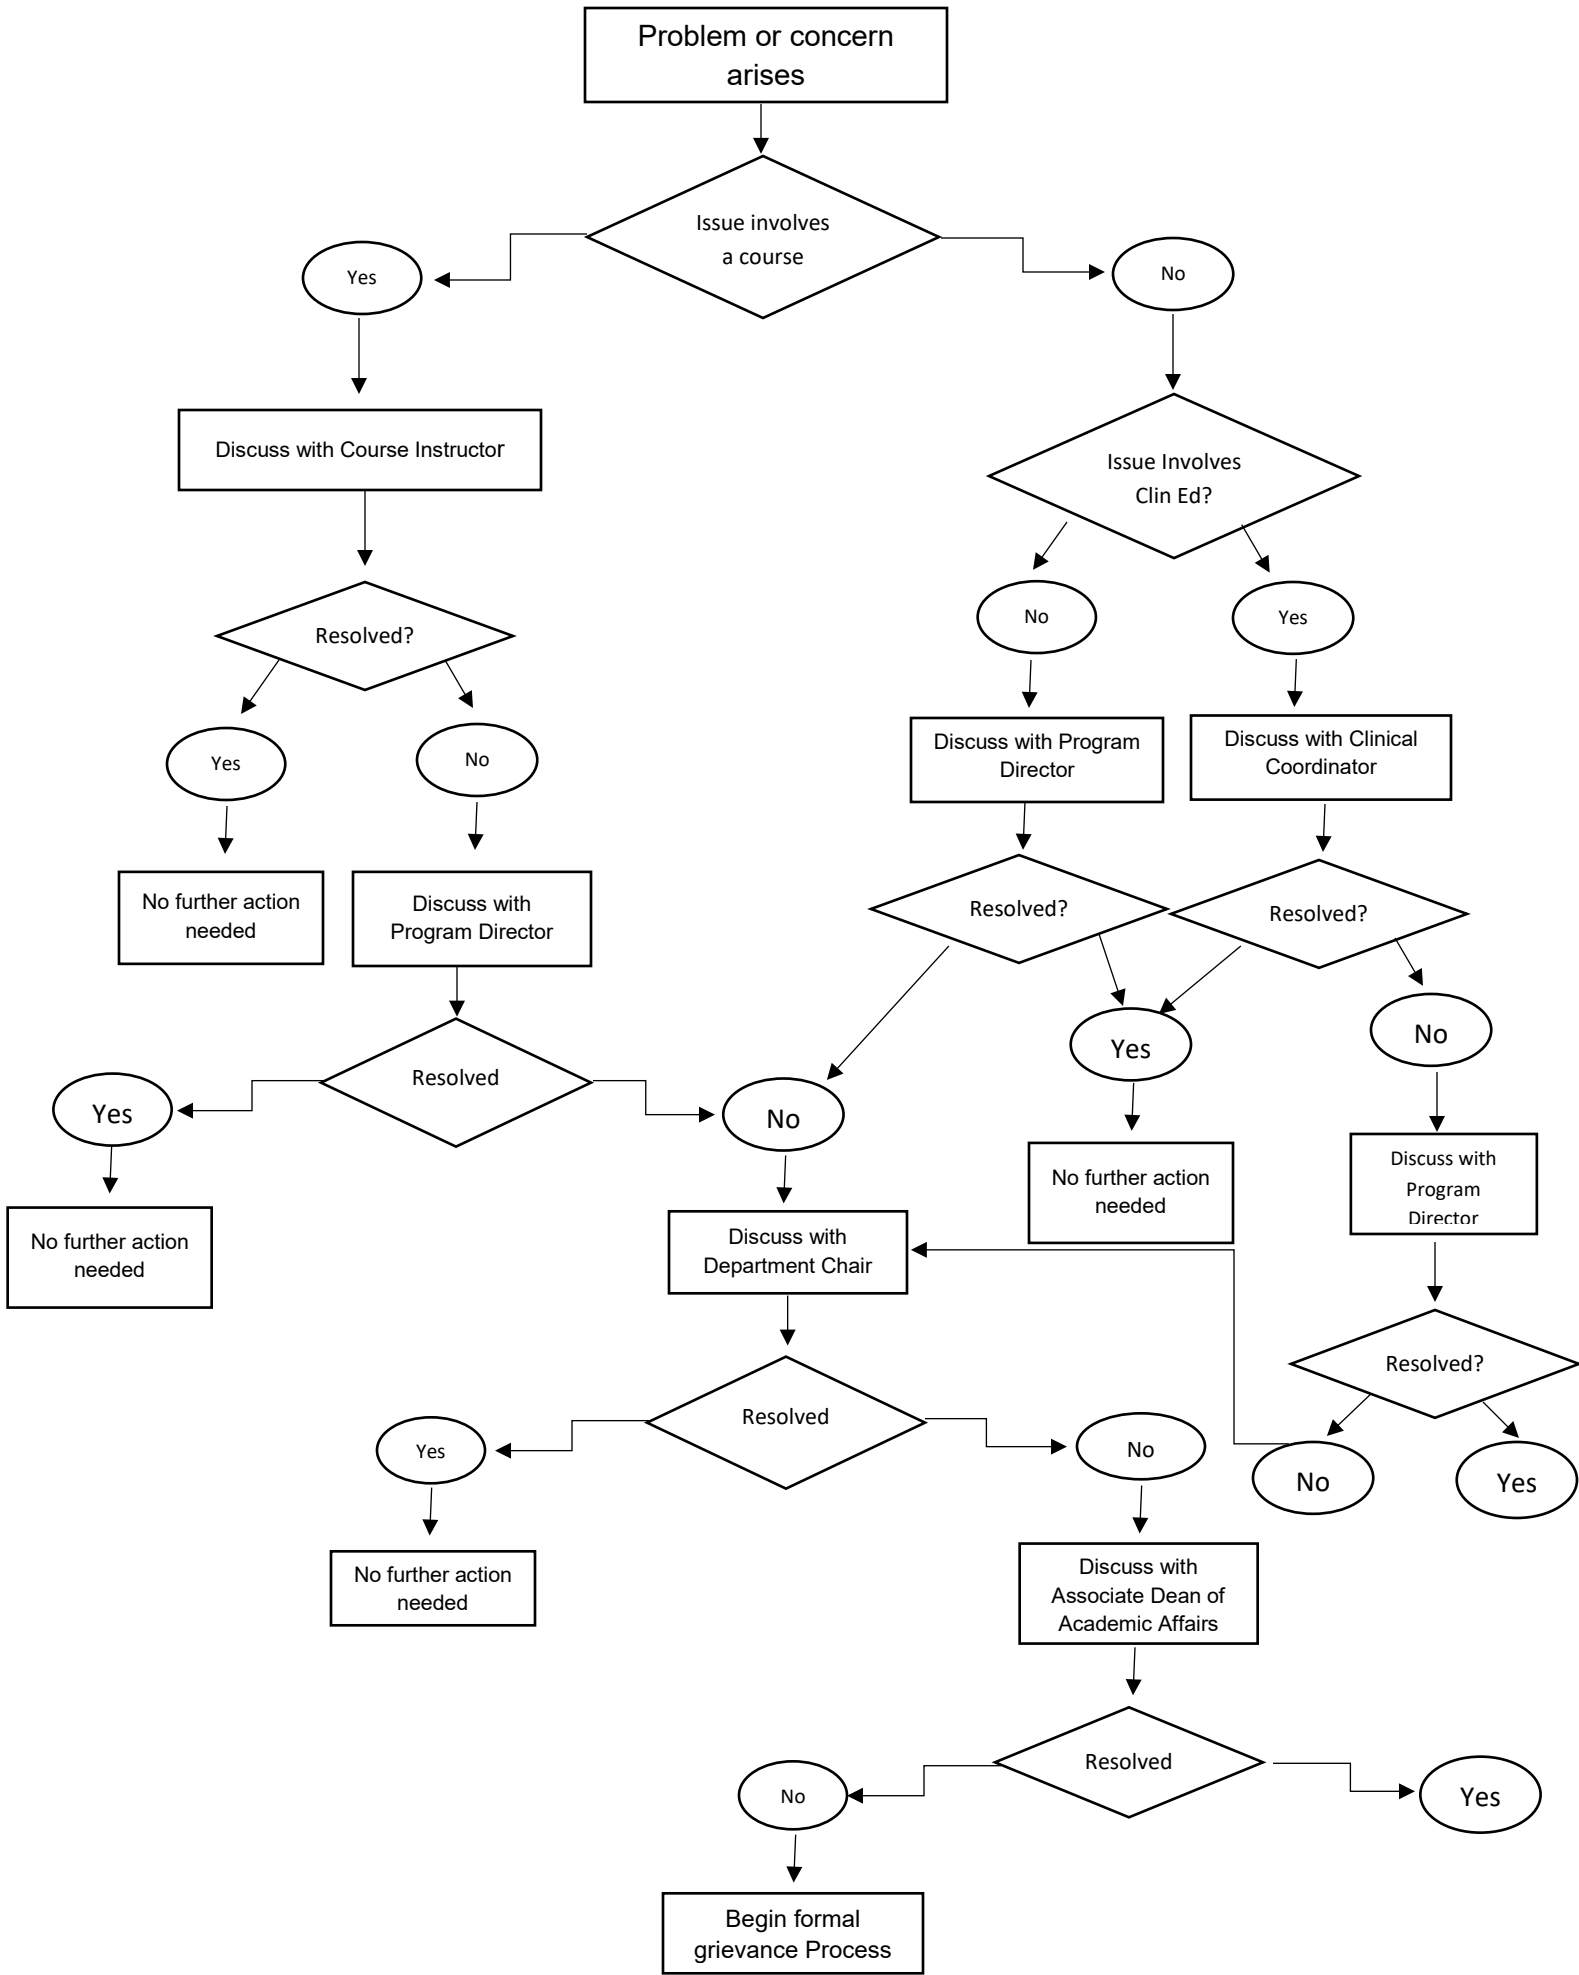 Problem or concern
arises
Issue involves
a course
Yes
No
Discuss with Course Instructor
Issue Involves
Clin Ed?
No
Yes
Resolved?
Yes
No
Discuss with Program
Director
Discuss with Clinical
Coordinator
No further action
needed
Discuss with
Program Director
Resolved?
Resolved?
Yes
No
Resolved
Yes
No
No further action
needed
Discuss with
Program
Director
No further action
needed
Discuss with
Department Chair
Resolved?
No
Yes
Resolved
Yes
No
No further action
needed
Discuss with
Associate Dean of
Academic Affairs
Resolved
No
Yes
Begin formal
grievance Process